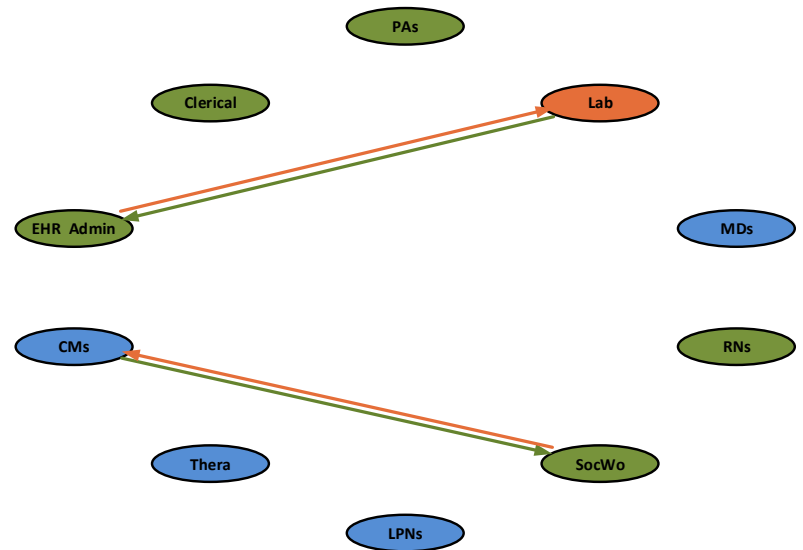 PAs
Clerical
Lab
EHR Admin
MDs
CMs
RNs
Thera
SocWo
LPNs